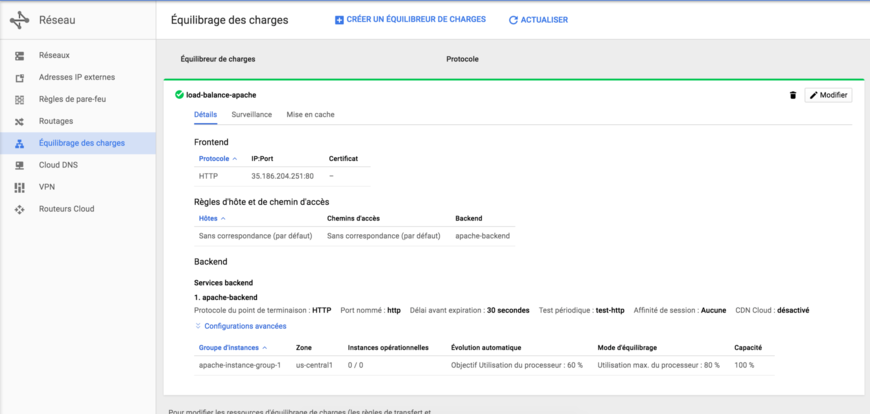 Réseau
Équilibrage des charges
CRÉER UN ÉQUILIBREUR DE CHARGES
ACTUALISER
Réseaux
Adresses IP externes
Règles de pare-feu
Routages
Équilibrage des charges
Cloud DNS
VPN
Routeurs Cloud
Équilibreur de charges Protocole
load-balance-apache
Modifier
Détails Surveillance Mise en cache
Frontend
Protocole IP:Port Certificat
HTTP 35.186.204.251:80 –
Règles d'hôte et de chemin d'accès
Hôtes Chemins d'accès Backend
Sans correspondance (par défaut) Sans correspondance (par défaut) apache-backend
Backend
Services backend
1. apache-backend
Protocole du point de terminaison : HTTP Port nommé : http Délai avant expiration : 30 secondes Test périodique : test-http Affinité de session : Aucune CDN Cloud : désactivé
Configurations avancées
Groupe d'instances Zone Instances opérationnelles Évolution automatique Mode d'équilibrage Capacité
apache-instance-group-1 us-central1 0 / 0 Objectif Utilisation du processeur : 60 % Utilisation max. du processeur : 80 % 100 %
Pour modifier les ressources d'équilibrage de charges (les règles de transfert et